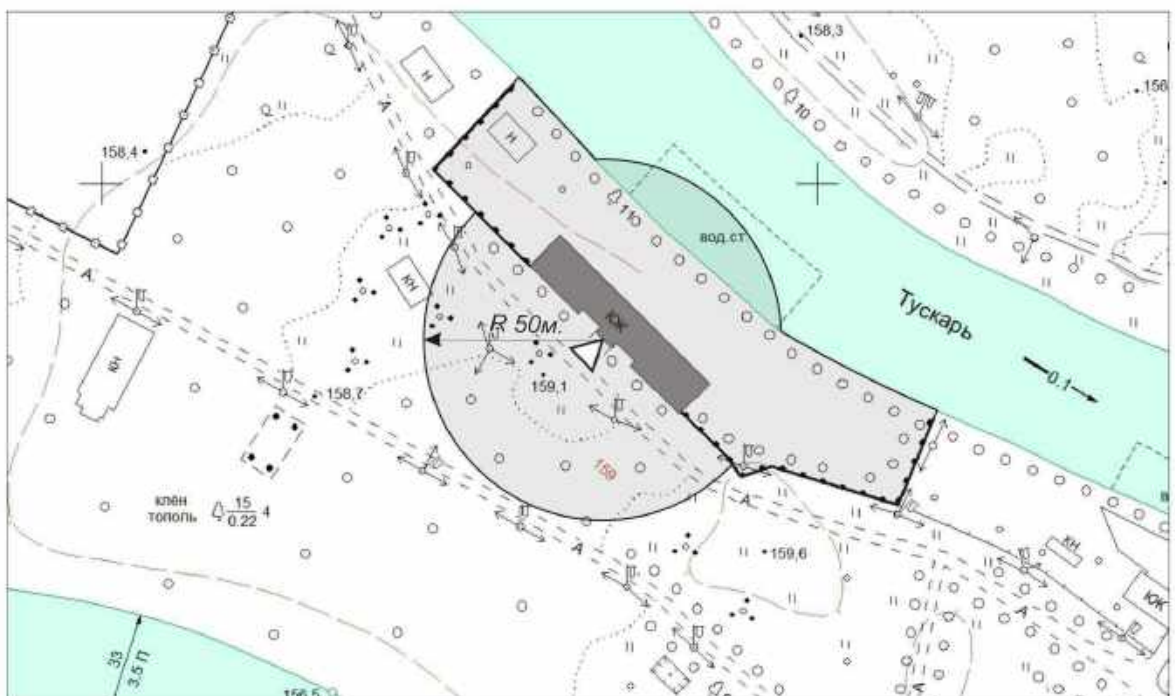 158,3
156
Н
10
А
Н
158,4
11
вод.ст
КН
А
Тускарь
R 50м.
КЖ
0.1
КН
159,1
158,7
159
клён
тополь
15
0.22
4
А
159,6
А
КН
А
КЖ
33
3.5 П
156,5
А